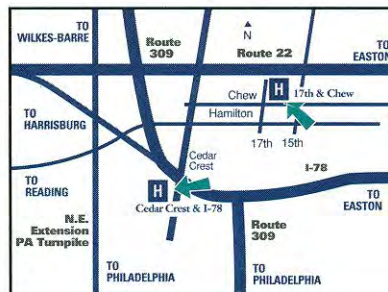 TO
WILKES-BARRE
Route
309
N
Route 22
TO
EASTON
H
17th & Chew
Chew
Hamilton
TO
HARRISBURG
17th
15th
Cedar
Crest
I-78
TO
READING
H
Cedar Crest & I-78
TO
EASTON
N.E.
Extension
PA Turnpike
Route
309
TO
PHILADELPHIA
TO
PHILADELPHIA